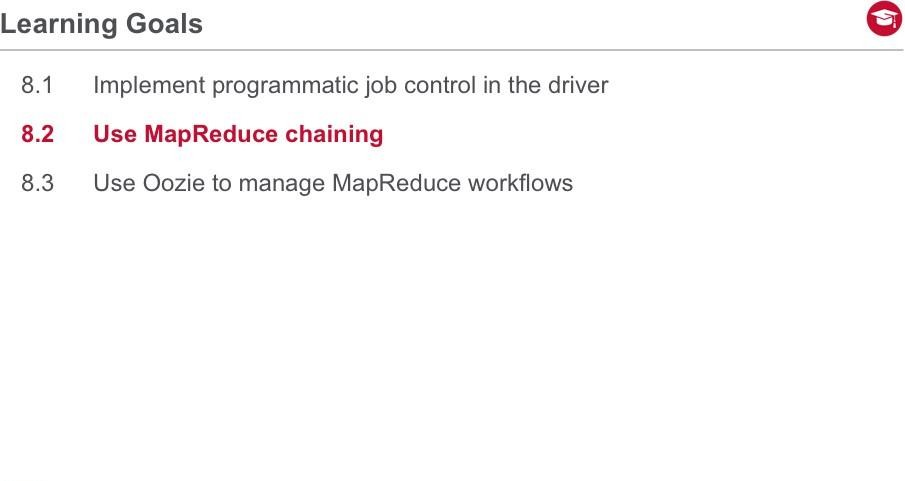 Learning Goals
8.1 Implement programmatic job control in the driver
8.2 Use MapReduce chaining
8.3 Use Oozie to manage MapReduce workflows